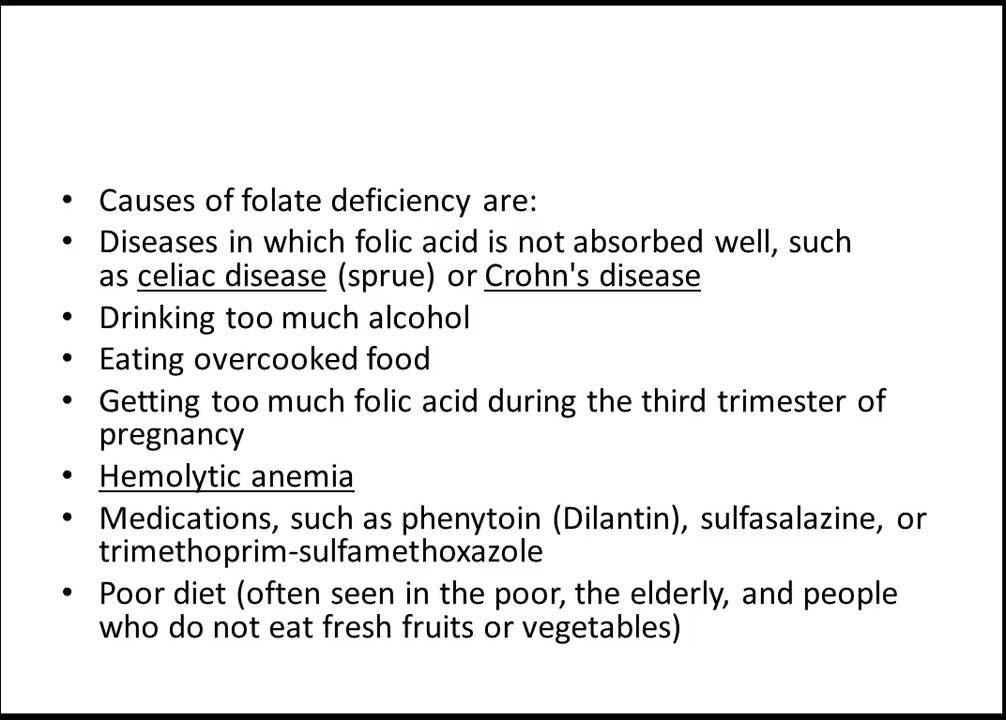 • Causes of folate deficiency are:
• Diseases in which folic acid is not absorbed well, such
as celiac disease (sprue) or Crohn's disease
• Drinking too much alcohol
• Eating overcooked food
• Getting too much folic acid during the third trimester of
pregnancy
• Hemolytic anemia
• Medications, such as phenytoin (Dilantin), sulfasalazine, or
trimethoprim-sulfamethoxazole
• Poor diet (often seen in the poor, the elderly, and people
who do not eat fresh fruits or vegetables)